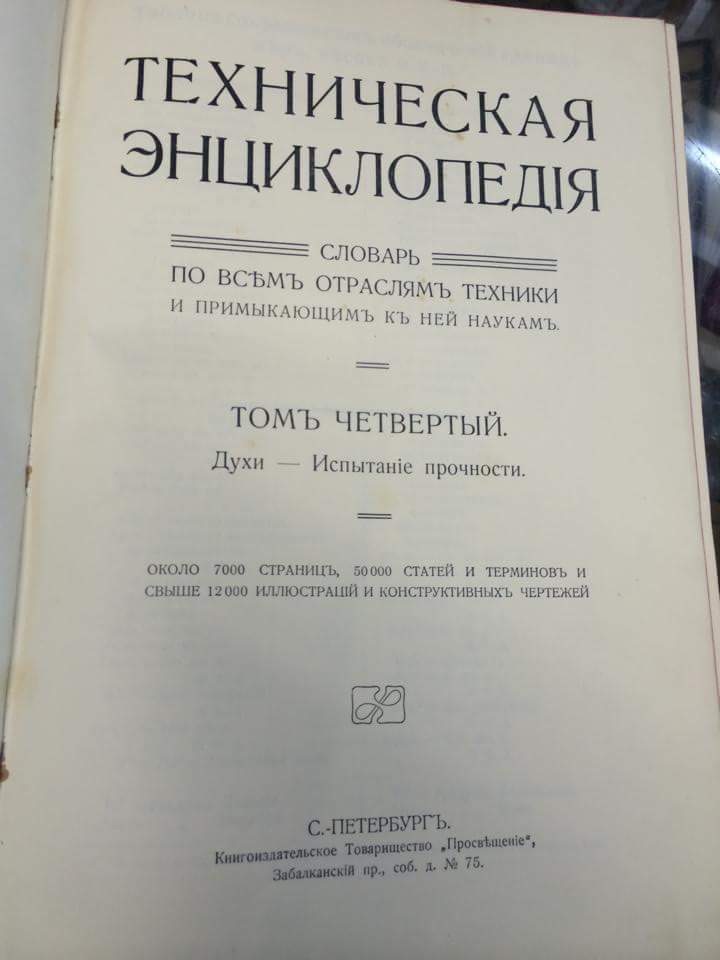 ТЕХНИЧЕСКАЯ
ЭНЦИКЛОПЕДІЯ
СЛОВАРЬ
ПО ВСѢМЪ ОТРАСЛЯМЪ ТЕХНИКИ
И ПРИМЫКАЮЩИМЪ КЪ НЕЙ НАУКАМЪ.
ТОМЪ ЧЕТВЕРТЫЙ.
Духи — Испытаніе прочности.
ОКОЛО 7000 СТРАНИЦЪ, 50000 СТАТЕЙ И ТЕРМИНОВЪ И
СВЫШЕ 12000 ИЛЛЮСТРАЦІЙ И КОНСТРУКТИВНЫХЪ ЧЕРТЕЖЕЙ
С.-ПЕТЕРБУРГЪ.
Книгоиздательское Товарищество „Просвѣщеніе“,
Забалканскій пр., соб. д. № 75.